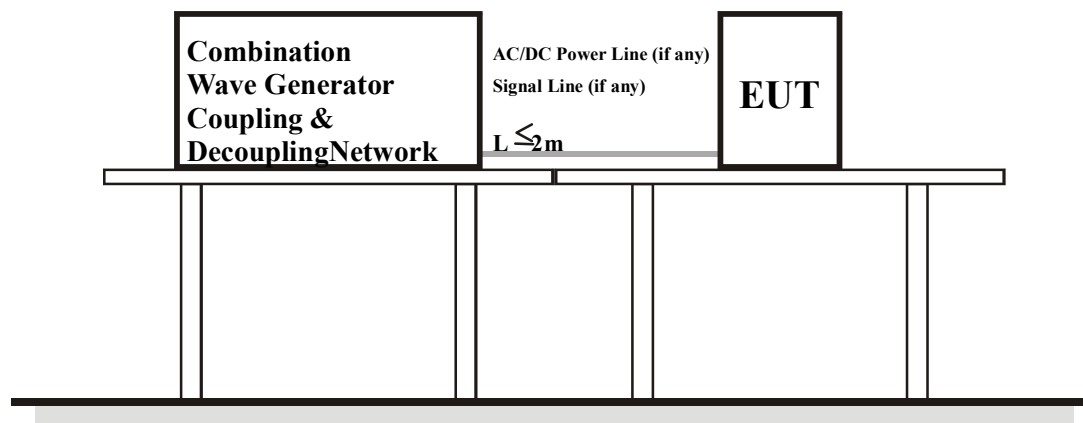 Combination
Wave Generator
Coupling &
DecouplingNetwork
AC/DC Power Line (if any)
Signal Line (if any)
L ≤2m
EUT